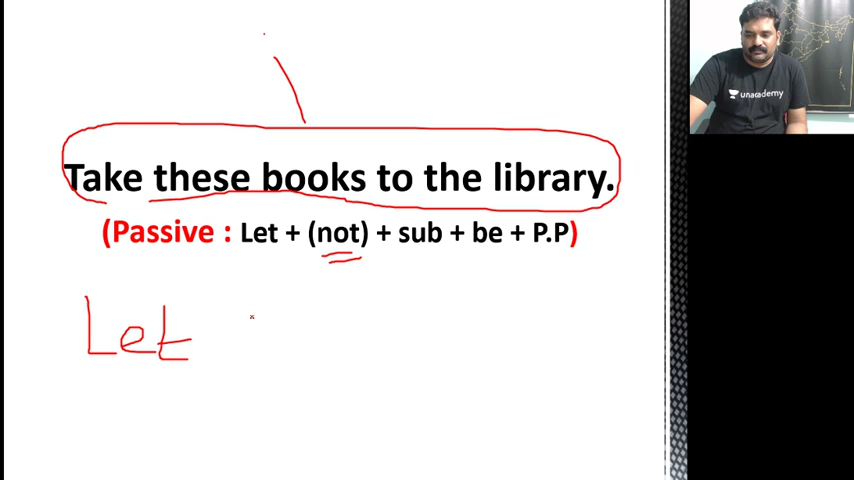 unacademy
Take these books to the library.
(Passive : Let + (not) + sub + be + P.P)
Let